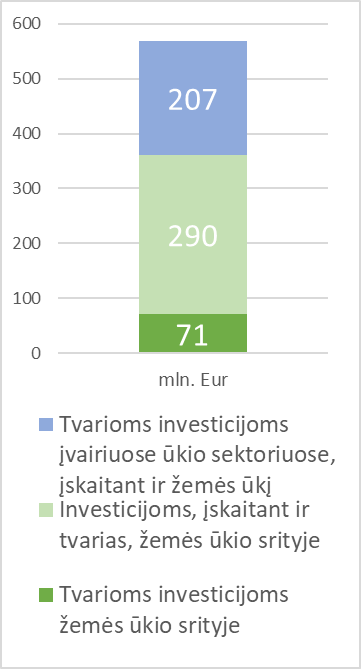 600
500
400
300
200
100
0
207
290
71
mln. Eur
Tvarioms investicijoms
įvairiuose ūkio sektoriuose,
įskaitant ir žemės ūkį
Investicijoms, įskaitant ir
tvarias, žemės ūkio srityje
Tvarioms investicijoms
žemės ūkio srityje